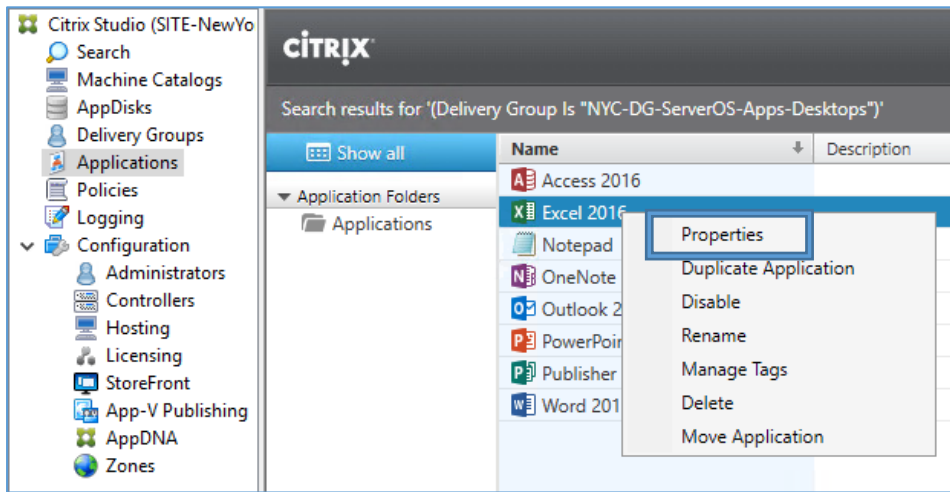 Citrix Studio (SITE-NewYo
Search
Machine Catalogs
AppDisks
Delivery Groups
Applications
Policies
Logging
Configuration
Administrators
Controllers
Hosting
Licensing
StoreFront
App-V Publishing
AppDNA
Zones
CITRIX
Search results for '(Delivery Group Is "NYC-DG-ServerOS-Apps-Desktops")'
Show all
Application Folders
Applications
Name Description
Access 2016
Excel 2016
Notepad
OneNote
Outlook 2
PowerPoin
Publisher
Word 201
Properties
Duplicate Application
Disable
Rename
Manage Tags
Delete
Move Application